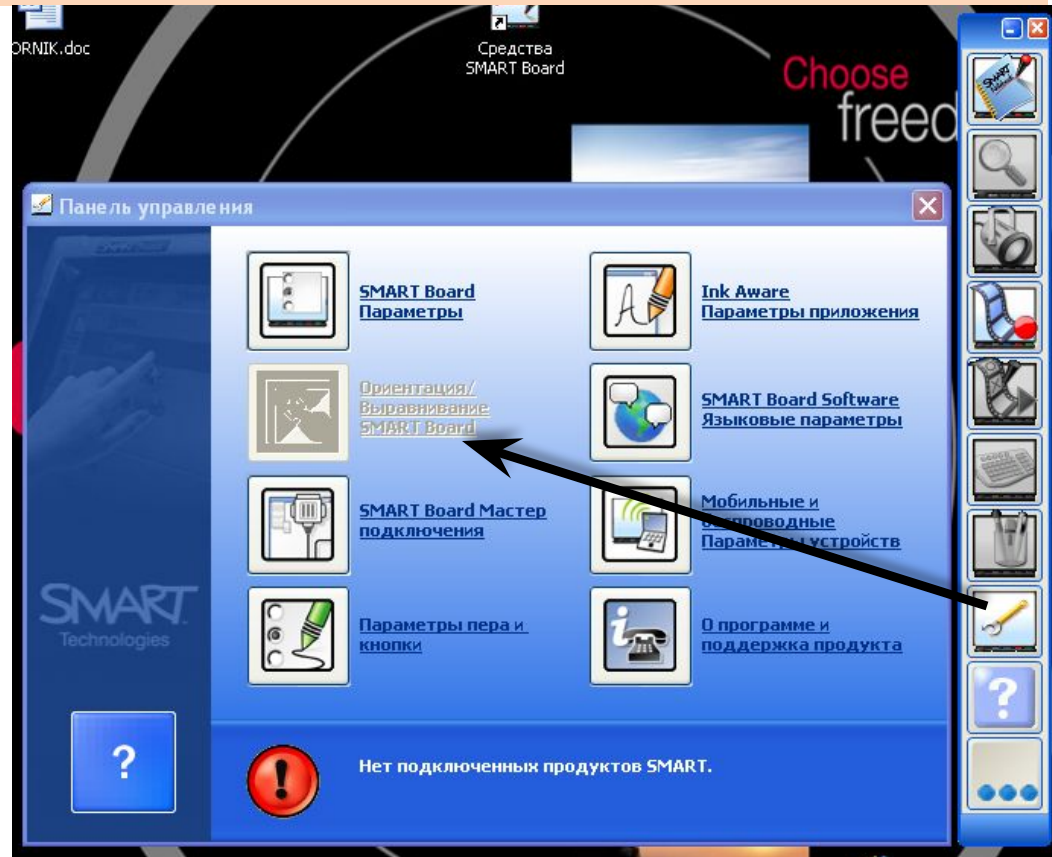 ORNIK.doc
Средства
SMART Board
Choose
freed
Панель управления
SMART Board
Параметры
Ink Aware
Параметры приложения
Ориентация/
Выравнивание
SMART Board
SMART Board Software
Языковые параметры
SMART Board Мастер
подключения
Мобильные и
беспроводные
Параметры устройств
Параметры пера и
кнопки
О программе и
поддержка продукта
SMART
Technologies
?
Нет подключенных продуктов SMART.
SMART
?